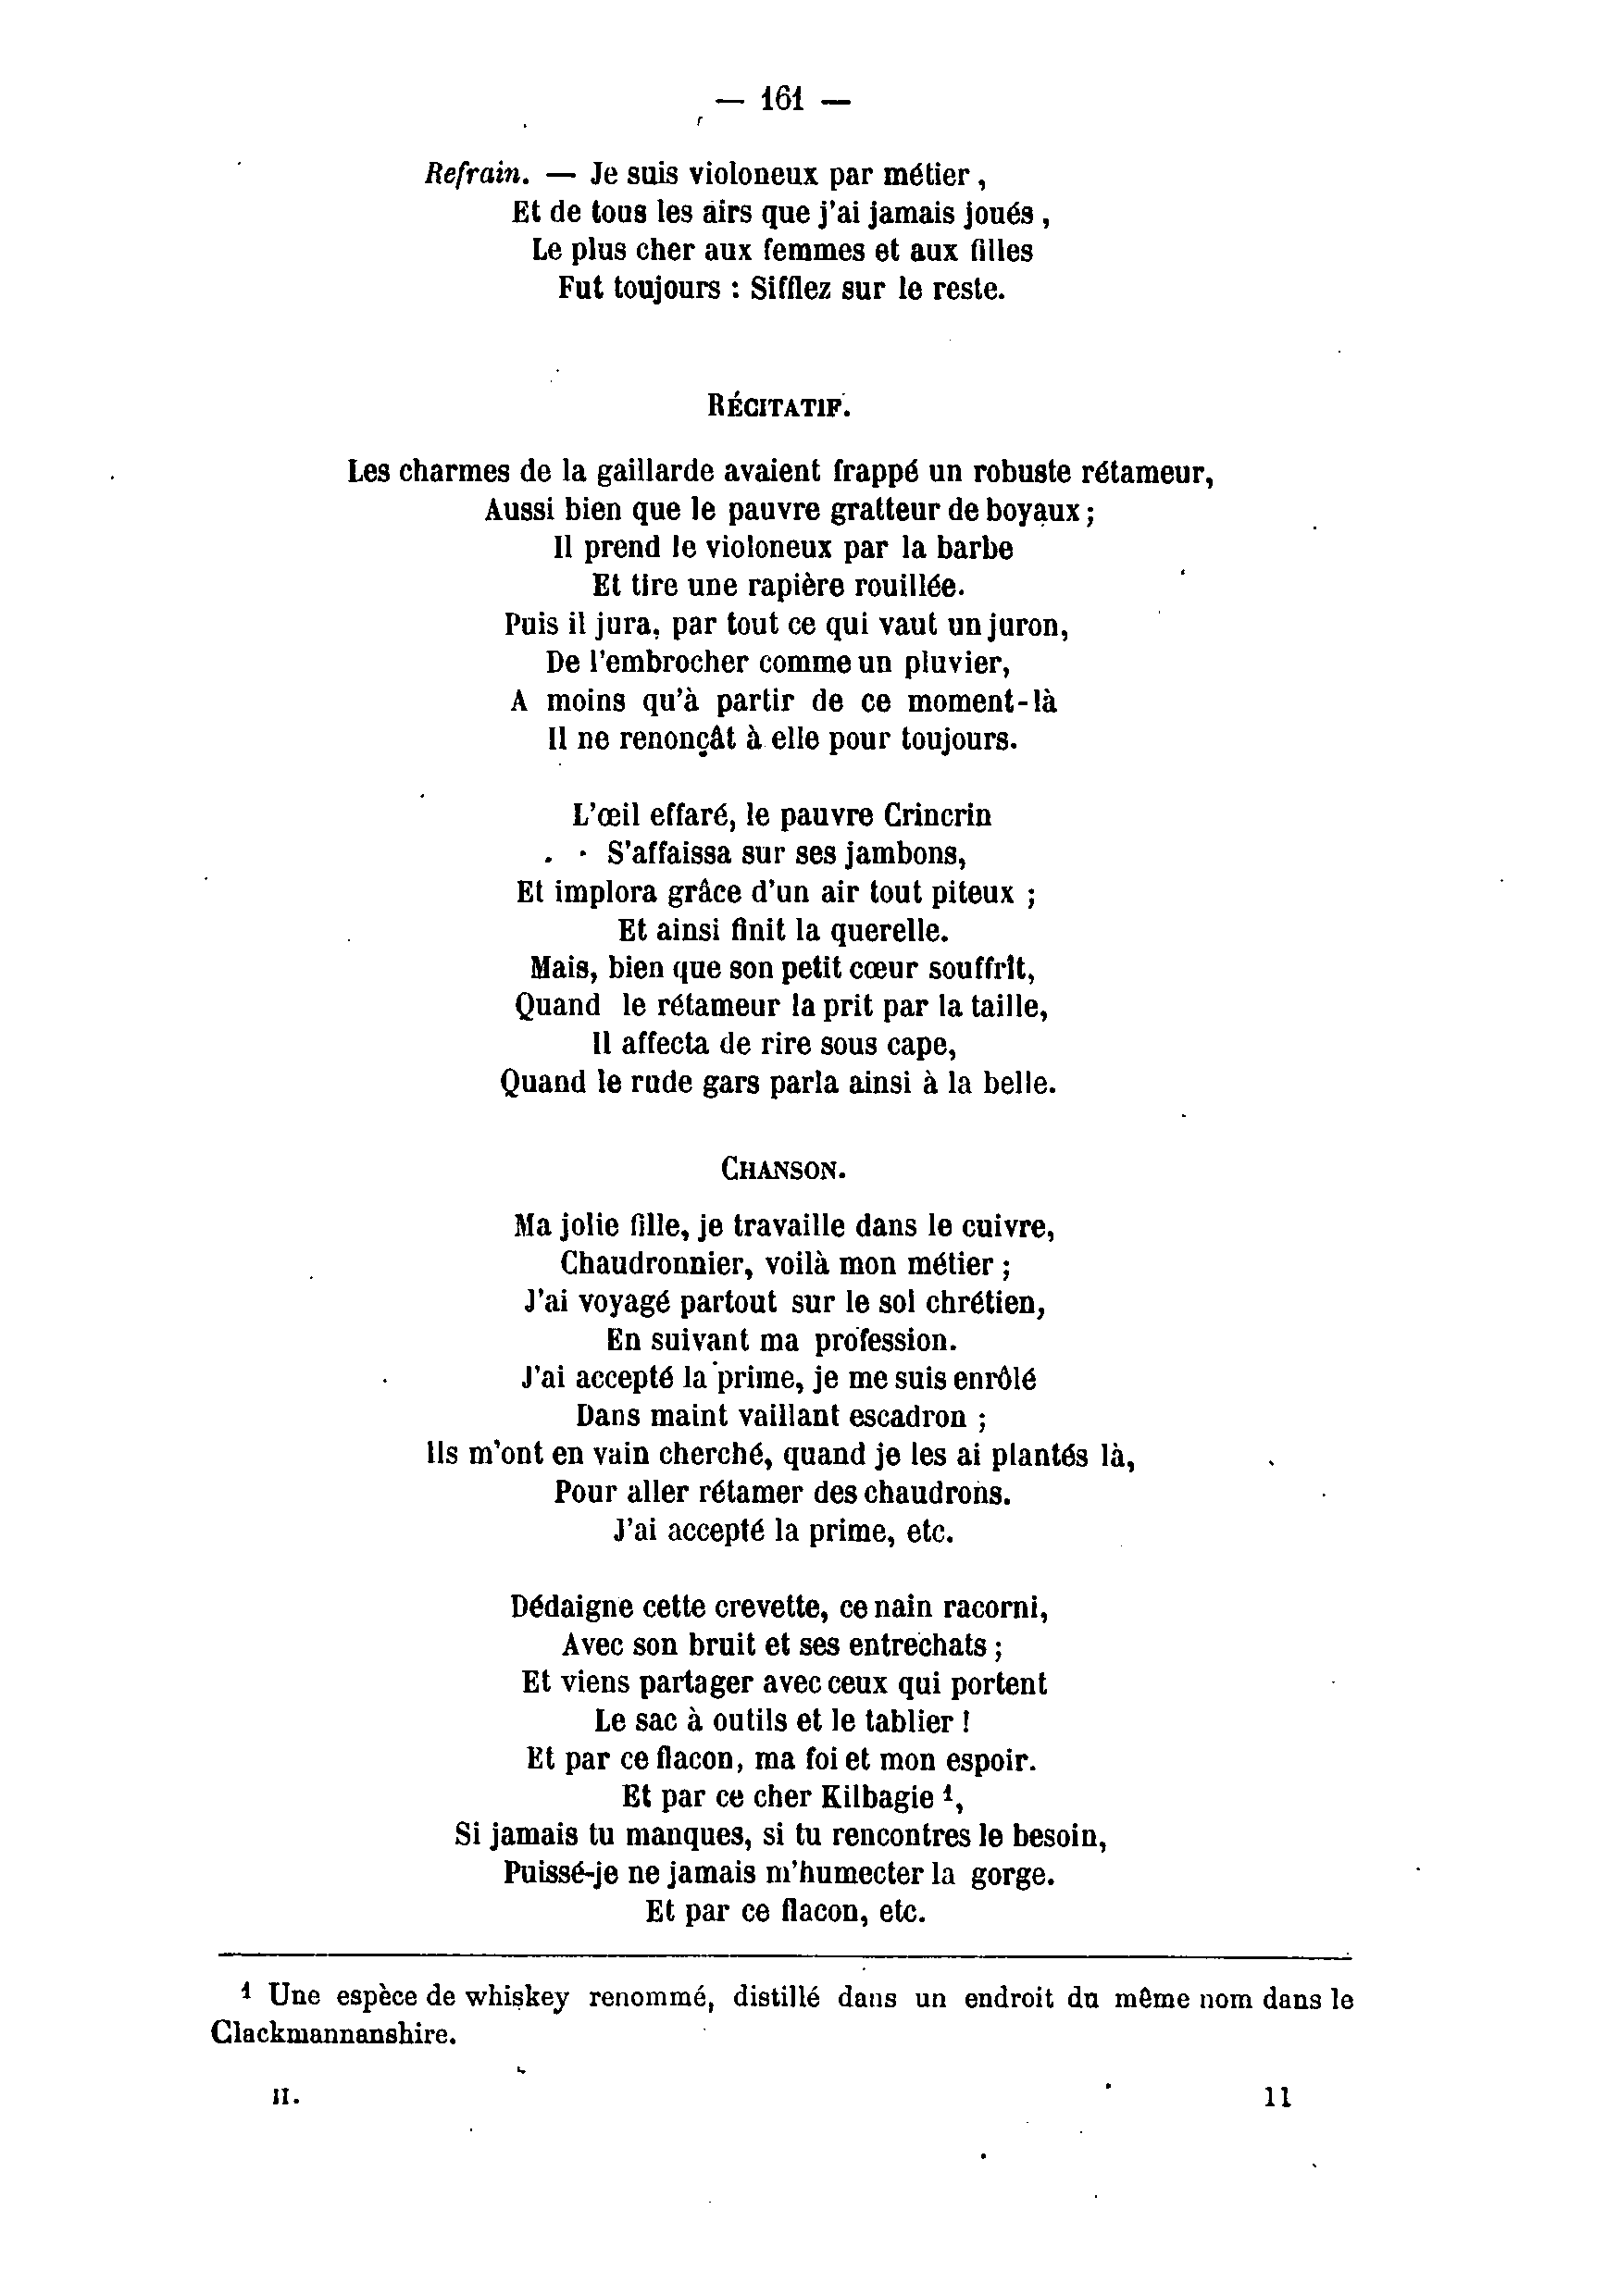 — 161 —
Refrain. — Je suis violoneux par métier,
Et de tous les airs que j'ai jamais joués,
Le plus cher aux femmes et aux filles
Fut toujours : Sifflez sur le reste.
RÉCITATIF.
Les charmes de la gaillarde avaient frappé un robuste rétameur,
Aussi bien que le pauvre gratteur de boyaux ;
Il prend le violoneux par la barbe
Et tire une rapière rouillée.
Puis il jura, par tout ce qui vaut un juron,
De l'embrocher comme un pluvier,
A moins qu'à partir de ce moment-là
Il ne renonçât à elle pour toujours.
L'œil effaré, le pauvre Crincrin
S'affaissa sur ses jambons,
Et implora grâce d'un air tout piteux ;
Et ainsi finit la querelle.
Mais, bien que son petit cœur souffrît,
Quand le rétameur la prit par la taille,
Il affecta de rire sous cape,
Quand le rude gars parla ainsi à la belle.
CHANSON.
Ma jolie fille, je travaille dans le cuivre,
Chaudronnier, voilà mon métier ;
J'ai voyagé partout sur le sol chrétien,
En suivant ma profession.
J'ai accepté la prime, je me suis enrôlé
Dans maint vaillant escadron ;
Ils m'ont en vain cherché, quand je les ai plantés là,
Pour aller rétamer des chaudrons.
J'ai accepté la prime, etc.
Dédaigne cette crevette, ce nain racorni,
Avec son bruit et ses entrechats ;
Et viens partager avec ceux qui portent
Le sac à outils et le tablier !
Et par ce flacon, ma foi et mon espoir.
Et par ce cher Kilbagie ¹,
Si jamais tu manques, si tu rencontres le besoin,
Puissé-je ne jamais m'humecter la gorge.
Et par ce flacon, etc.
¹ Une espèce de whiskey renommé, distillé dans un endroit du même nom dans le
Clackmannanshire.
II. 11